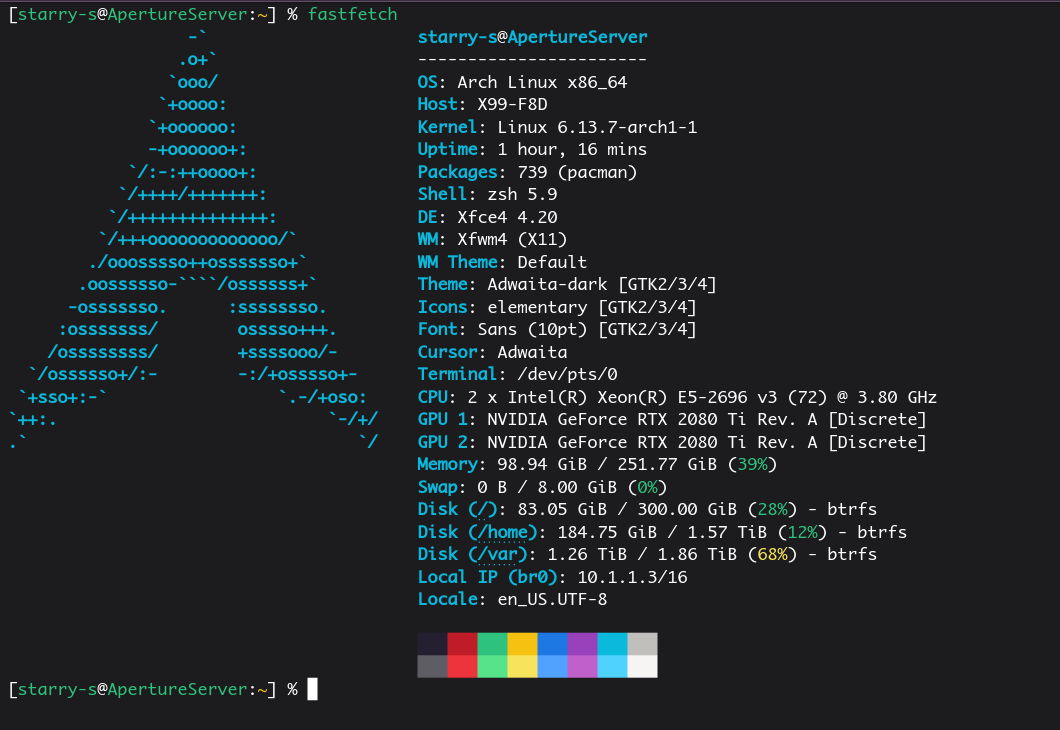 [starry-s@ApertureServer:~] % fastfetch
                  -`                     starry-s@ApertureServer
                 .o+`                    -----------------------
                `ooo/                    OS: Arch Linux x86_64
               `+oooo:                   Host: X99-F8D
              `+oooooo:                  Kernel: Linux 6.13.7-arch1-1
              -+oooooo+:                 Uptime: 1 hour, 16 mins
            `/:-:++oooo+:                Packages: 739 (pacman)
           `/++++/+++++++:               Shell: zsh 5.9
          `/++++++++++++++:              DE: Xfce4 4.20
         `/+++ooooooooooooo/`            WM: Xfwm4 (X11)
        ./ooosssso++osssssso+`           WM Theme: Default
       .oossssso-````/ossssss+`          Theme: Adwaita-dark [GTK2/3/4]
      -osssssso.      :ssssssso.         Icons: elementary [GTK2/3/4]
     :osssssss/        osssso+++.        Font: Sans (10pt) [GTK2/3/4]
    /ossssssss/        +ssssooo/-        Cursor: Adwaita
  `/ossssso+/:-        -:/+osssso+-      Terminal: /dev/pts/0
 `+sso+:-`                 `.-/+oso:     CPU: 2 x Intel(R) Xeon(R) E5-2696 v3 (72) @ 3.80 GHz
`++:.                           `-/+/    GPU 1: NVIDIA GeForce RTX 2080 Ti Rev. A [Discrete]
.`                                 `/    GPU 2: NVIDIA GeForce RTX 2080 Ti Rev. A [Discrete]
Memory: 98.94 GiB / 251.77 GiB (39%)
Swap: 0 B / 8.00 GiB (0%)
Disk (/): 83.05 GiB / 300.00 GiB (28%) - btrfs
Disk (/home): 184.75 GiB / 1.57 TiB (12%) - btrfs
Disk (/var): 1.26 TiB / 1.86 TiB (68%) - btrfs
Local IP (br0): 10.1.1.3/16
Locale: en_US.UTF-8
[starry-s@ApertureServer:~] %